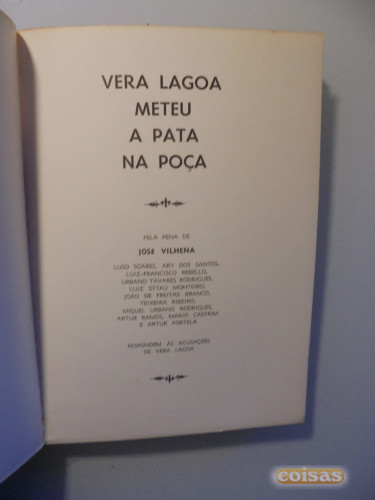 VERA LAGOA
METEU
A PATA
NA POÇA
PELA PENA DE
JOSE VILHENA
LUSO SOARES, ARY DOS SANTOS,
LUIZ-FRANCISCO REBELLO,
URBANO TAVARES RODRIGUES,
LUIZ STTAU MONTEIRO,
JOÃO DE FREITAS BRANCO,
TEIXEIRA RIBEIRO,
MIGUEL URBANO RODRIGUES,
ARTUR RAMOS, MARIO CASTRIM
E ARTUR PORTELA
RESPONDEM ÀS ACUSAÇÕES
DE VERA LAGOA
coisas